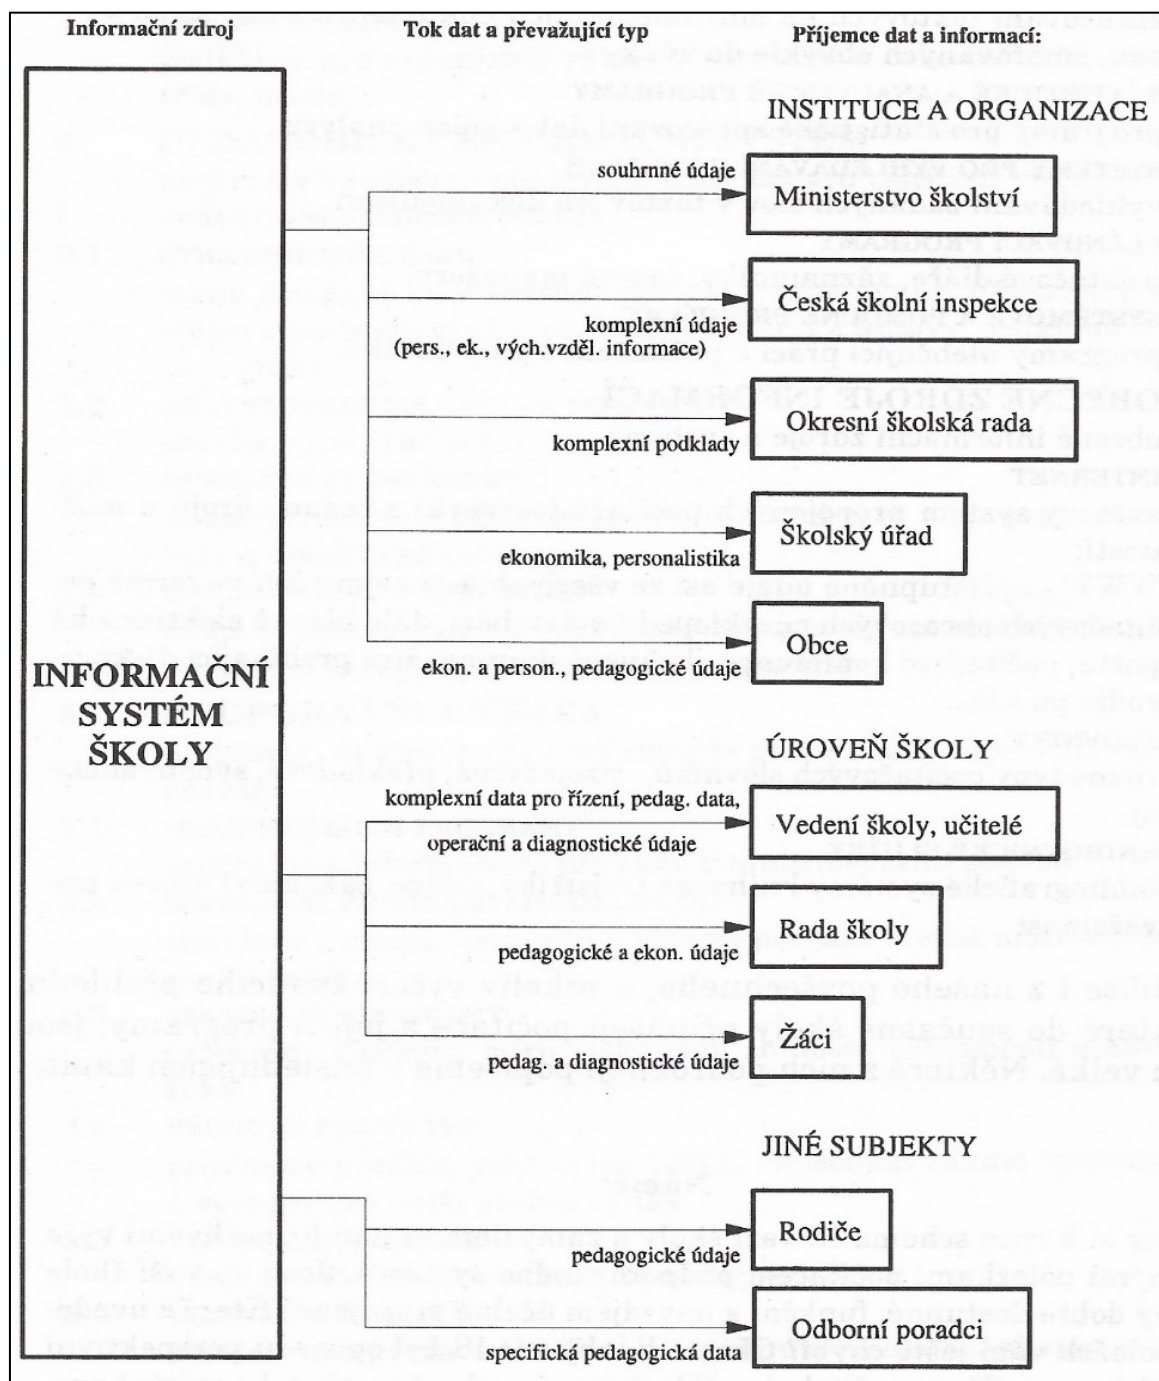 Informační zdroj
Tok dat a převažující typ
Příjemce dat a informací:
INFORMAČNÍ
SYSTÉM
ŠKOLY
INSTITUCE A ORGANIZACE
souhrnné údaje
Ministerstvo školství
Česká školní inspekce
komplexní údaje
(pers., ek., vých.vzděl. informace)
Okresní školská rada
komplexní podklady
Školský úřad
ekonomika, personalistika
Obce
ekon. a person., pedagogické údaje
ÚROVEŇ ŠKOLY
komplexní data pro řízení, pedag. data,
Vedení školy, učitelé
operační a diagnostické údaje
Rada školy
pedagogické a ekon. údaje
Žáci
pedag. a diagnostické údaje
JINÉ SUBJEKTY
Rodiče
pedagogické údaje
Odborní poradci
specifická pedagogická data